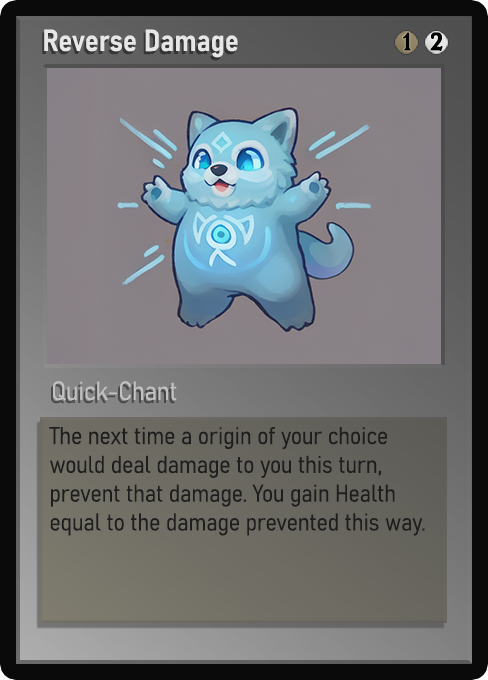 Reverse Damage 1 2
Quick-Chant
The next time a origin of your choice
would deal damage to you this turn,
prevent that damage. You gain Health
equal to the damage prevented this way.